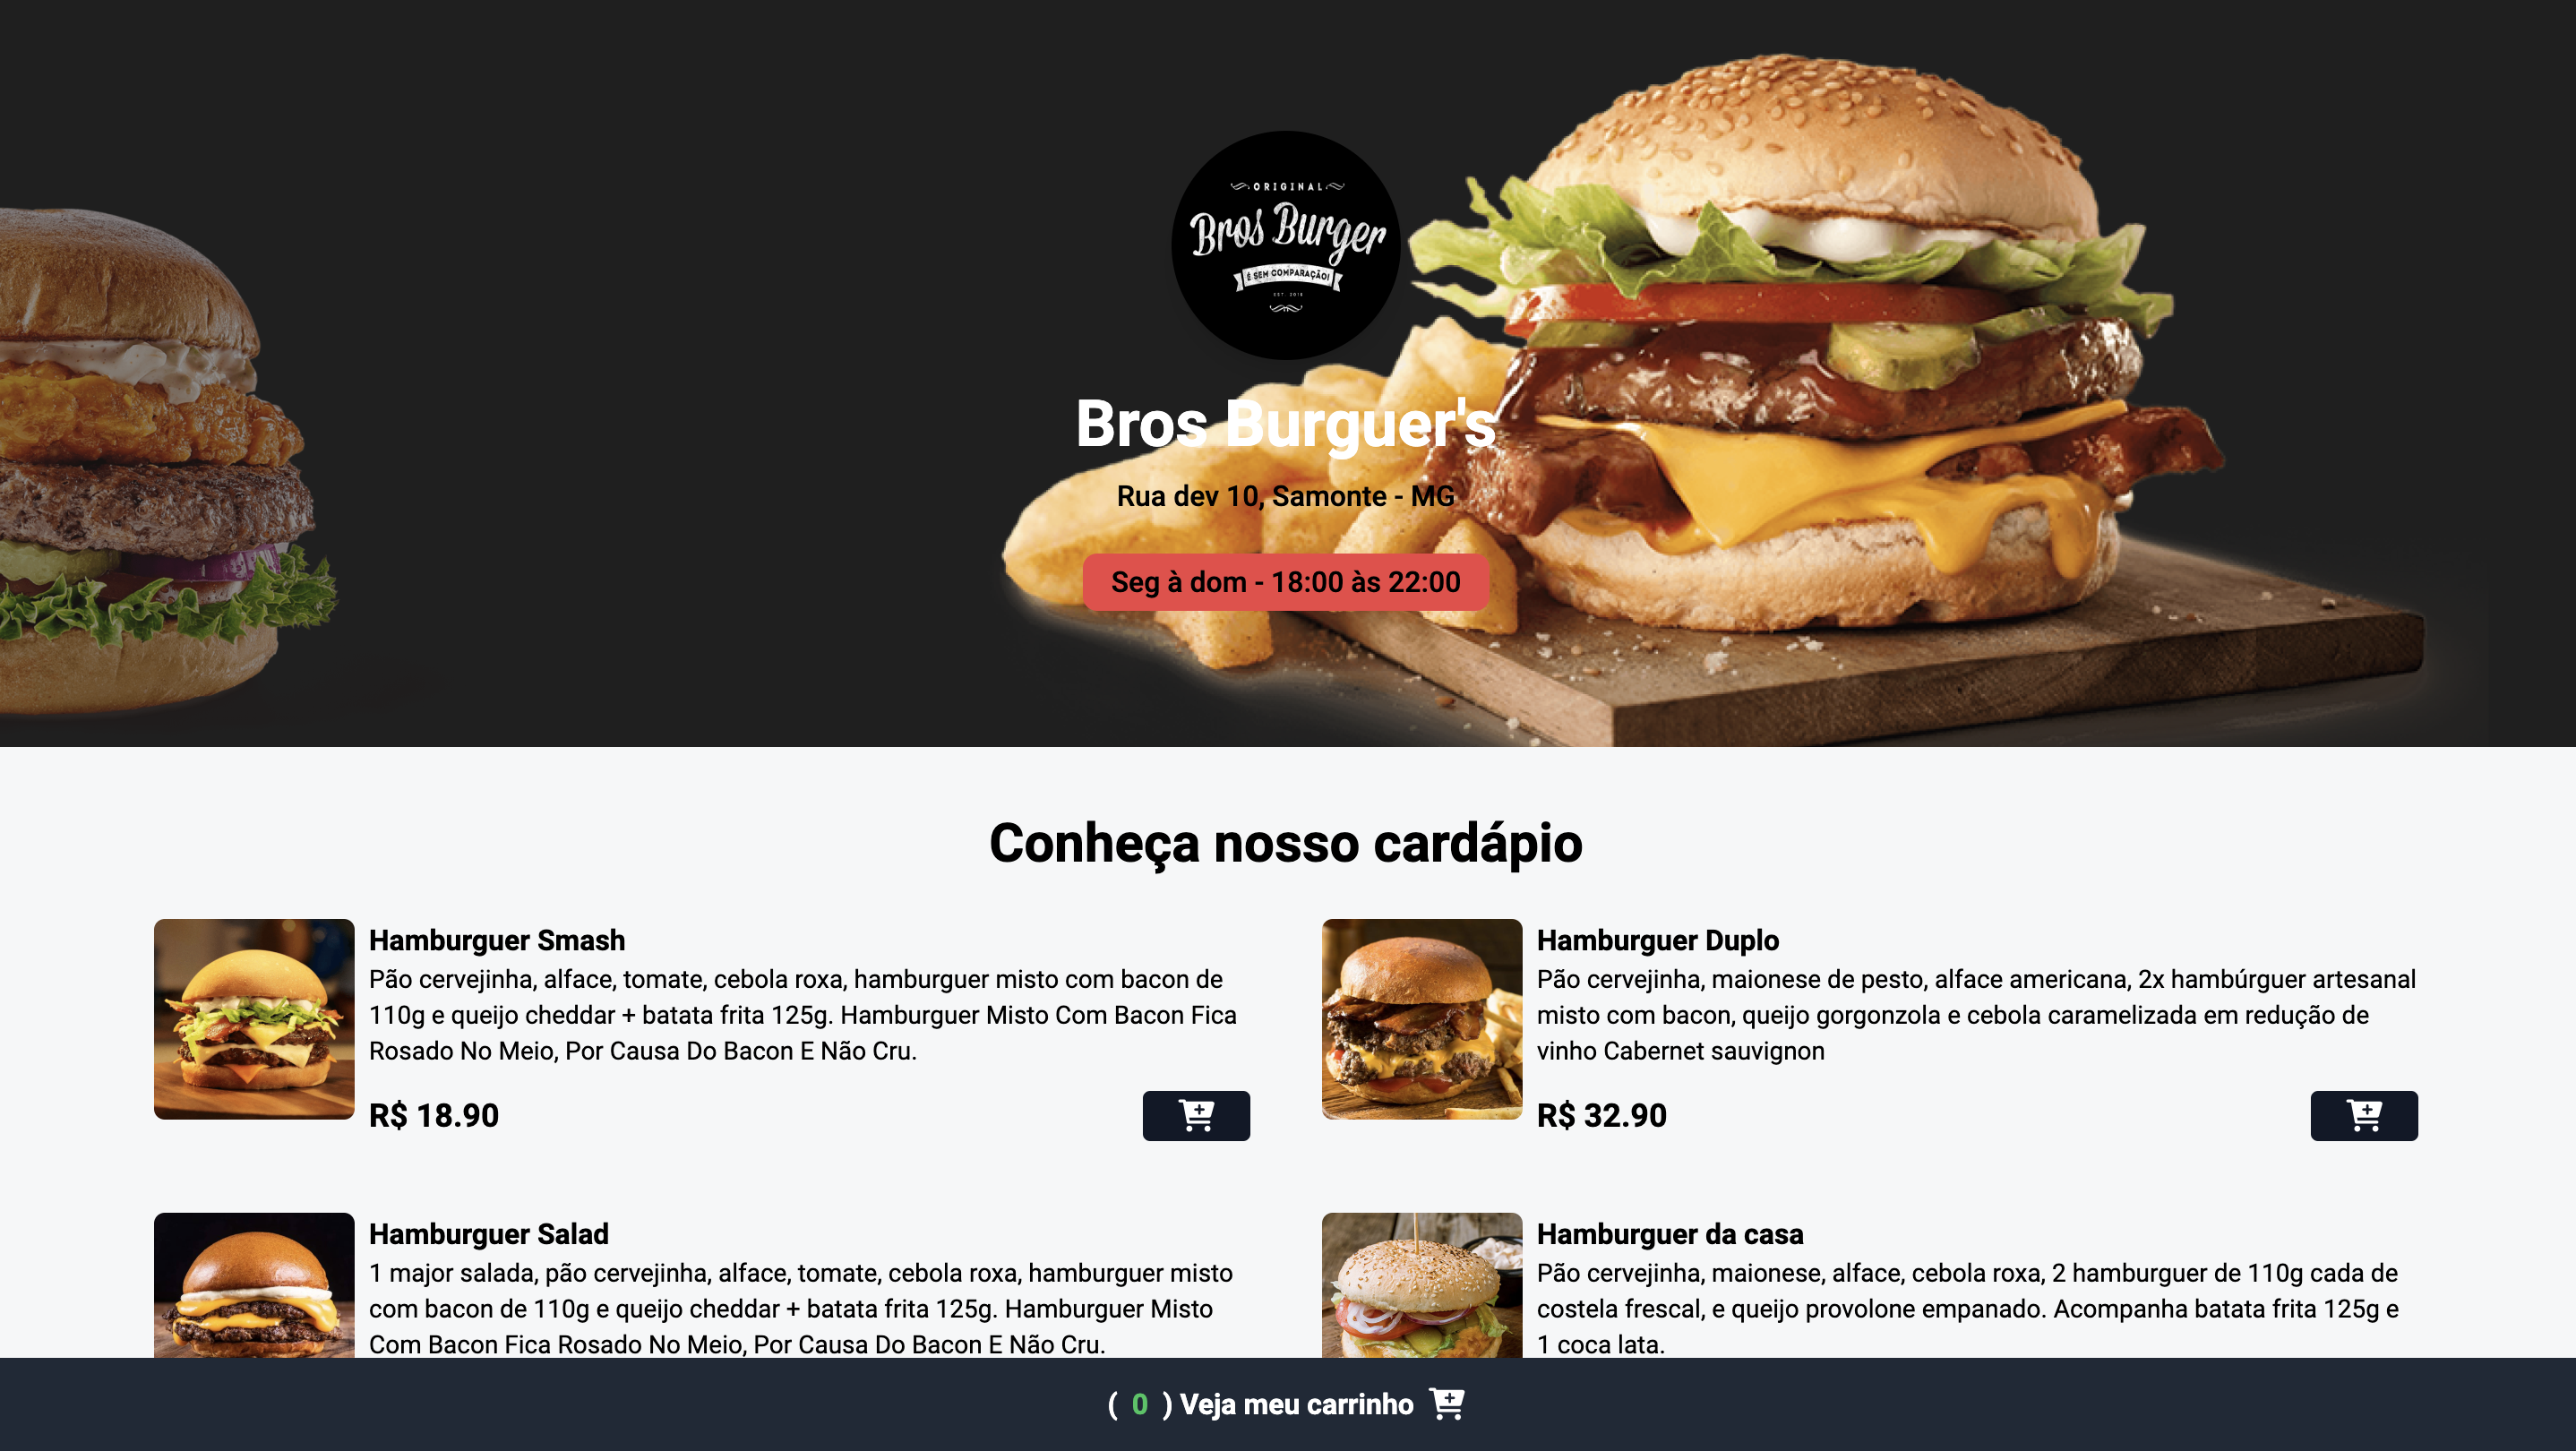 ORIGINAL
Bros Burger
É SEM COMPARAÇÃO!
Bros Burguer's
Rua dev 10, Samonte - MG
Seg à dom - 18:00 às 22:00
Conheça nosso cardápio
Hamburguer Smash
Pão cervejinha, alface, tomate, cebola roxa, hamburguer misto com bacon de
110g e queijo cheddar + batata frita 125g. Hamburguer Misto Com Bacon Fica
Rosado No Meio, Por Causa Do Bacon E Não Cru.
R$ 18.90
Hamburguer Duplo
Pão cervejinha, maionese de pesto, alface americana, 2x hambúrguer artesanal
misto com bacon, queijo gorgonzola e cebola caramelizada em redução de
vinho Cabernet sauvignon
R$ 32.90
Hamburguer Salad
1 major salada, pão cervejinha, alface, tomate, cebola roxa, hamburguer misto
com bacon de 110g e queijo cheddar + batata frita 125g. Hamburguer Misto
Com Bacon Fica Rosado No Meio, Por Causa Do Bacon E Não Cru.
Hamburguer da casa
Pão cervejinha, maionese, alface, cebola roxa, 2 hamburguer de 110g cada de
costela frescal, e queijo provolone empanado. Acompanha batata frita 125g e
1 coca lata.
( 0 ) Veja meu carrinho